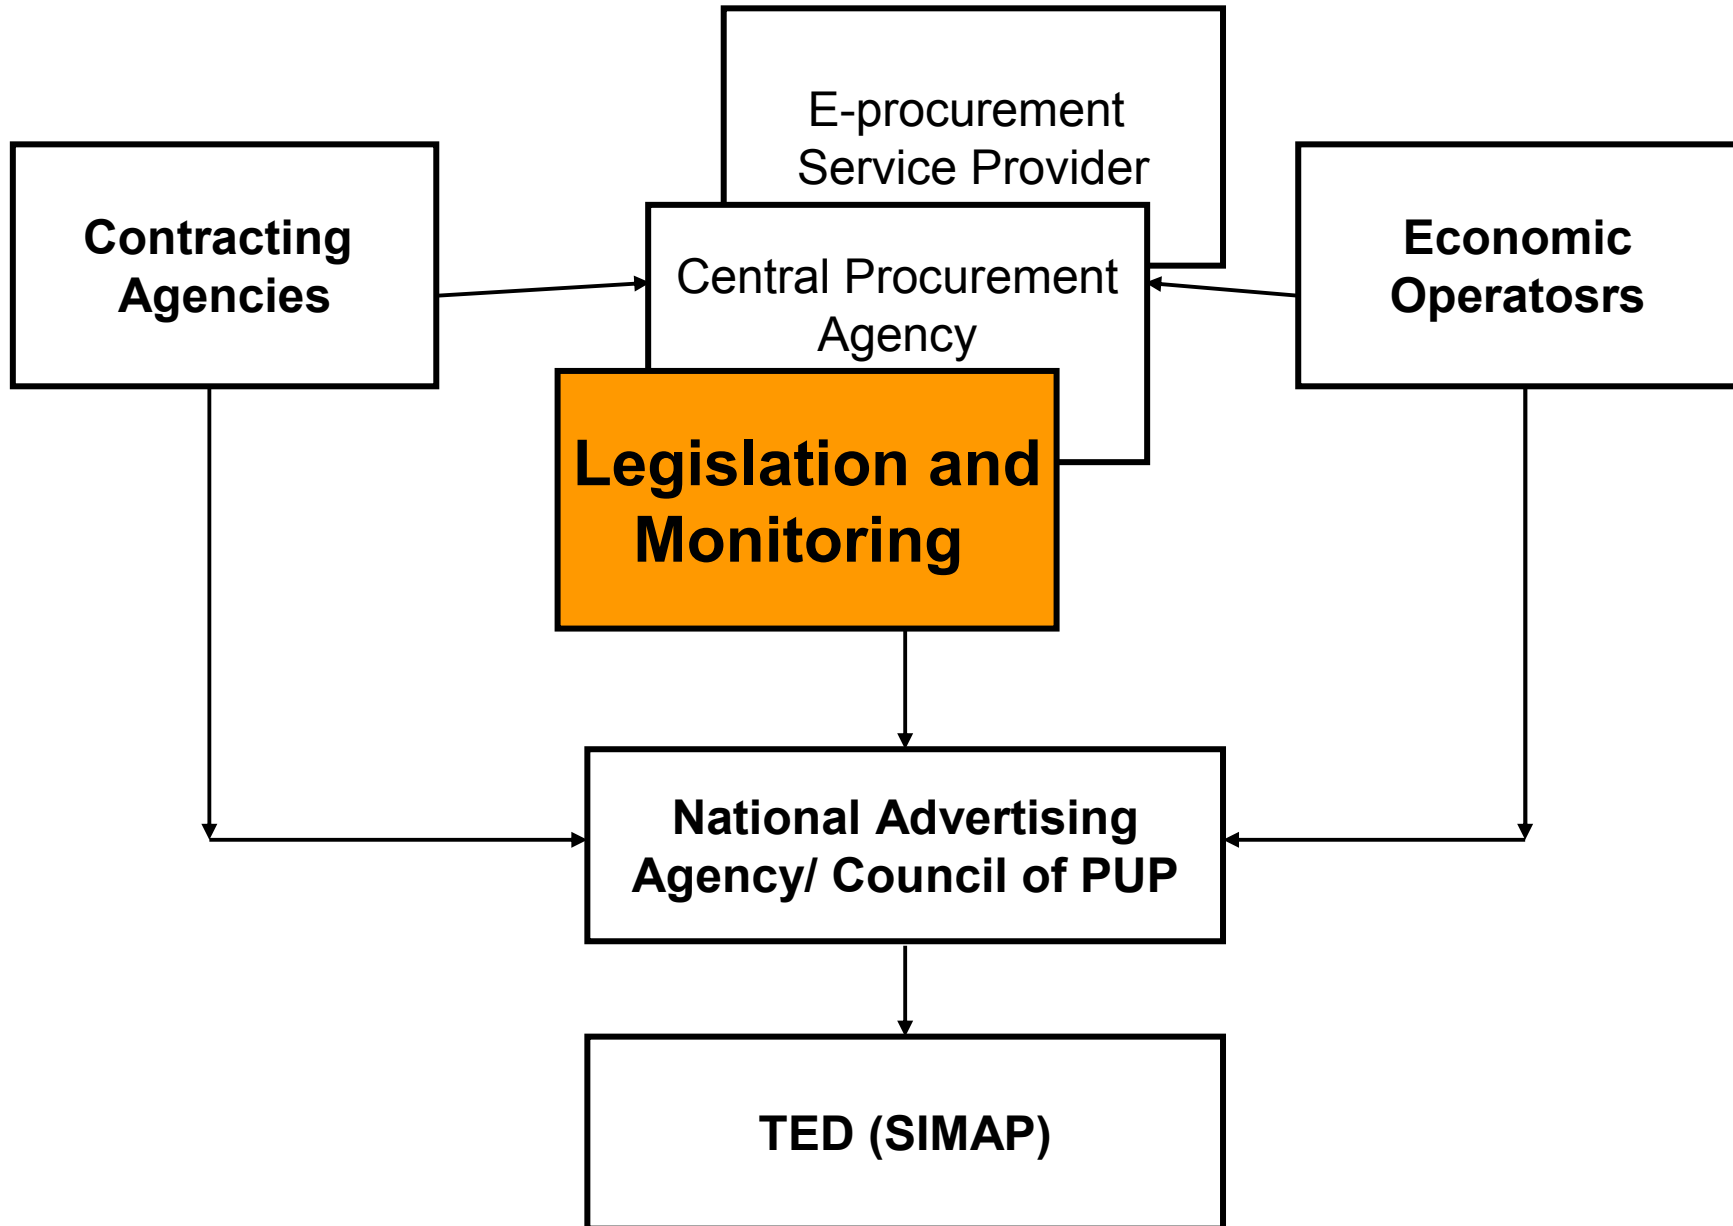 E-procurement
Service Provider
Contracting
Agencies
Central Procurement
Agency
Economic
Operatosrs
Legislation and
Monitoring
National Advertising
Agency/ Council of PUP
TED (SIMAP)